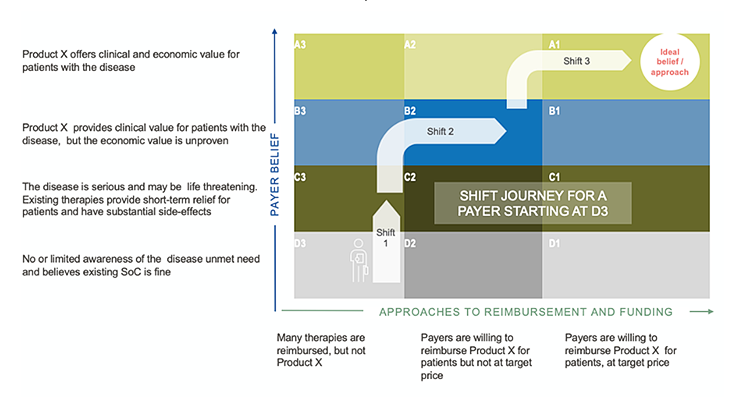 Product X offers clinical and economic value for
patients with the disease
Product X provides clinical value for patients with the
disease, but the economic value is unproven
The disease is serious and may be life threatening.
Existing therapies provide short-term relief for
patients and have substantial side-effects
No or limited awareness of the disease unmet need
and believes existing SoC is fine
PAYER BELIEF
A3
A2
A1
Shift 3
Ideal
belief /
approach
B3
B2
B1
Shift 2
C3
C2
C1
SHIFT JOURNEY FOR A
PAYER STARTING AT D3
D3
Shift
1
D2
D1
APPROACHES TO REIMBURSEMENT AND FUNDING
Many therapies are
reimbursed, but not
Product X
Payers are willing to
reimburse Product X for
patients but not at target
price
Payers are willing to
reimburse Product X for
patients, at target price